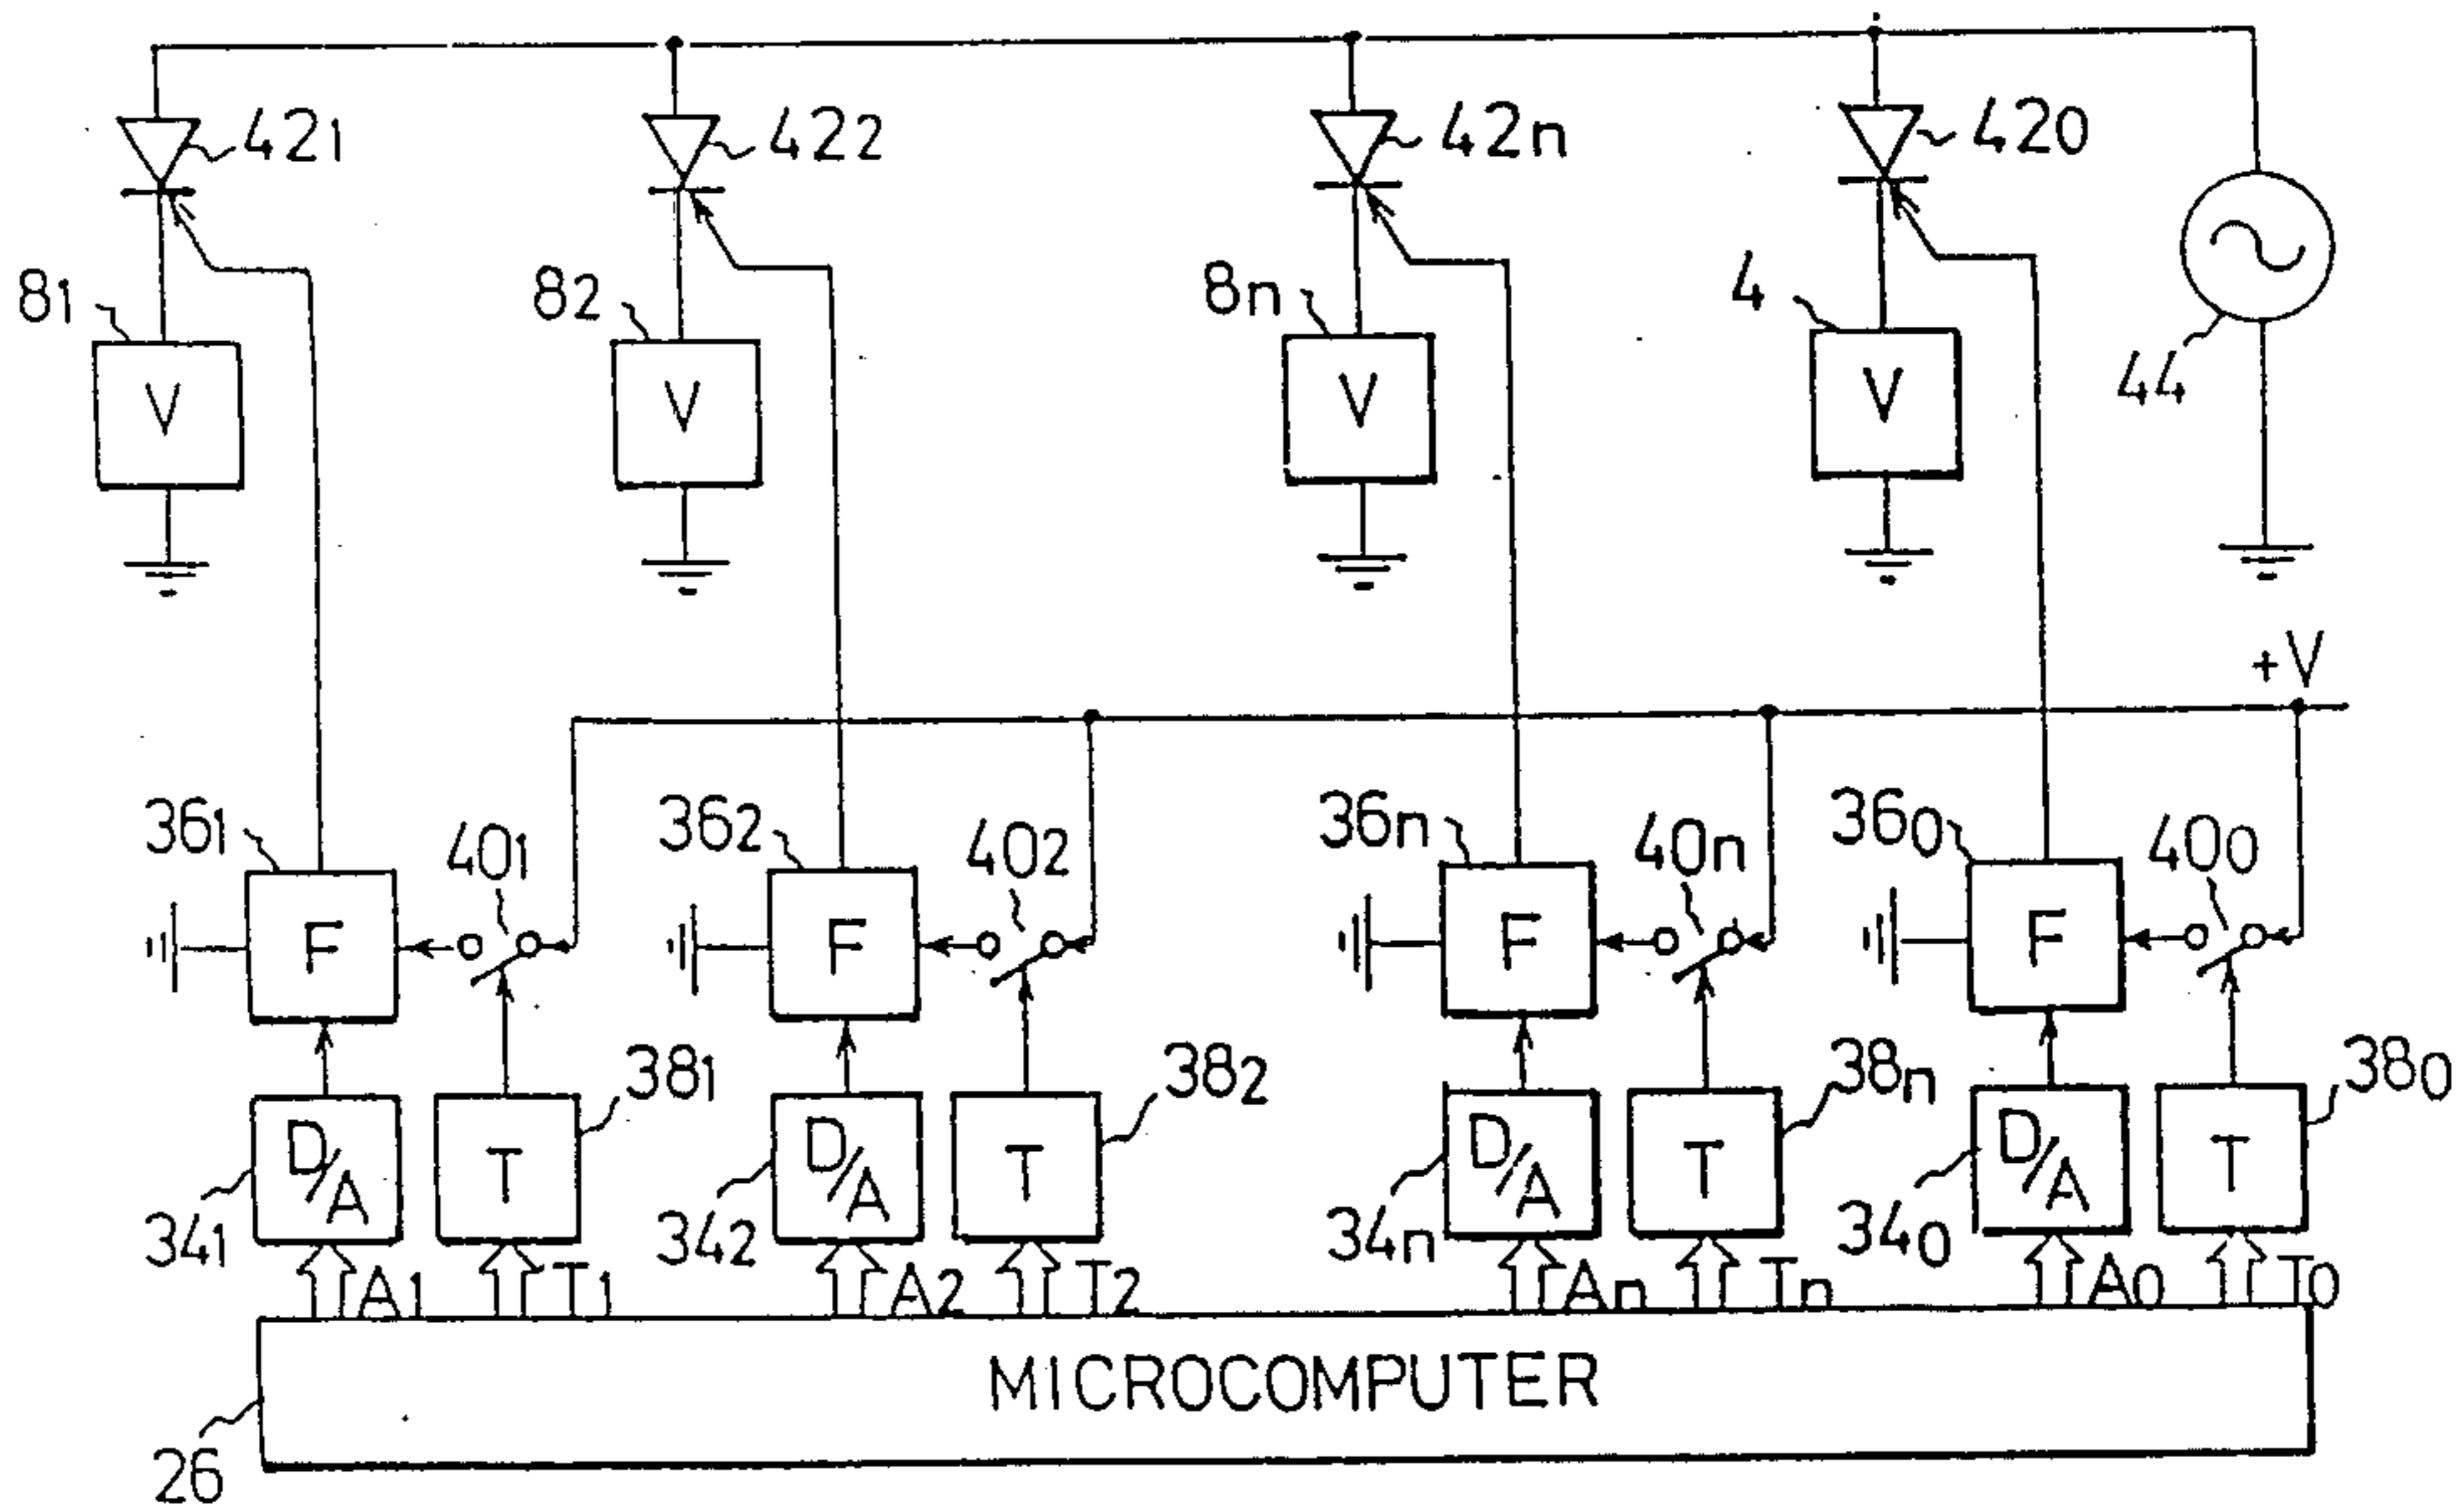 421 422 42n 420
81 82 8n 4 44
V V V V
+V
361 401 362 402 36n 40n 360 400
F F F F
381 382 38n 380
D/A T D/A T D/A T D/A T
341 342 34n 340
A1 T1 A2 T2 An Tn A0 T0
MICROCOMPUTER
26